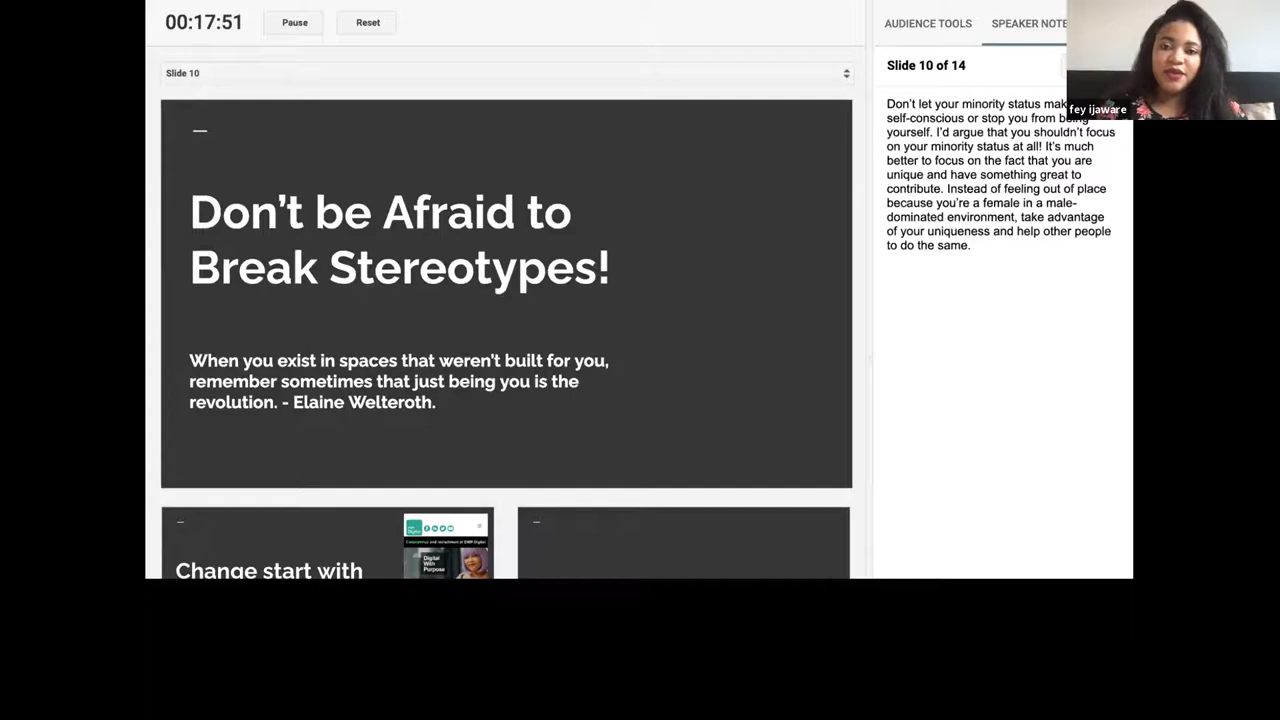 00:17:51
Pause
Reset
AUDIENCE TOOLS
SPEAKER NOTE
Slide 10
Slide 10 of 14
Don't be Afraid to
Break Stereotypes!
When you exist in spaces that weren't built for you,
remember sometimes that just being you is the
revolution. - Elaine Welteroth.
Don't let your minority status mak
self-conscious or stop you from being
yourself. I'd argue that you shouldn't focus
on your minority status at all! It's much
better to focus on the fact that you are
unique and have something great to
contribute. Instead of feeling out of place
because you're a female in a male-
dominated environment, take advantage
of your uniqueness and help other people
to do the same.
fey ijaware
Change start with
Digital
With
Purpose